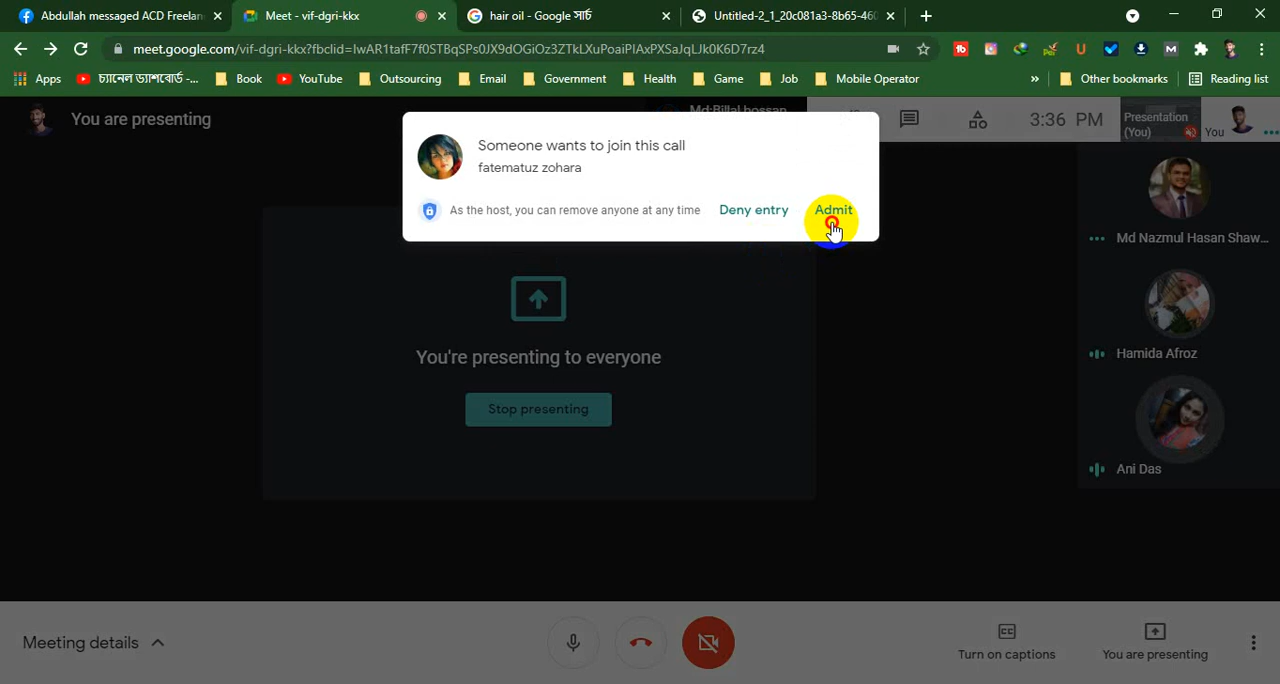 Abdullah messaged ACD Freelan
Meet - vif-dgri-kkx
hair oil - Google সার্চ
Untitled-2_1_20c081a3-8b65-460
meet.google.com/vif-dgri-kkx?fbclid=IwAR1tafF7f0STBqSPs0JX9dOGiOz3ZTkLXuPoaiPIAxPXSaJqLJk0K6D7rz4
Apps
চ্যানেল ড্যাশবোর্ড -...
Book
YouTube
Outsourcing
Email
Government
Health
Game
Job
Mobile Operator
»
Other bookmarks
Reading list
You are presenting
Md:Billal hossan
3:36 PM
Presentation
(You)
You
Someone wants to join this call
fatematuz zohara
As the host, you can remove anyone at any time
Deny entry
Admit
Md Nazmul Hasan Shaw...
You're presenting to everyone
Hamida Afroz
Stop presenting
Ani Das
Meeting details
Turn on captions
You are presenting